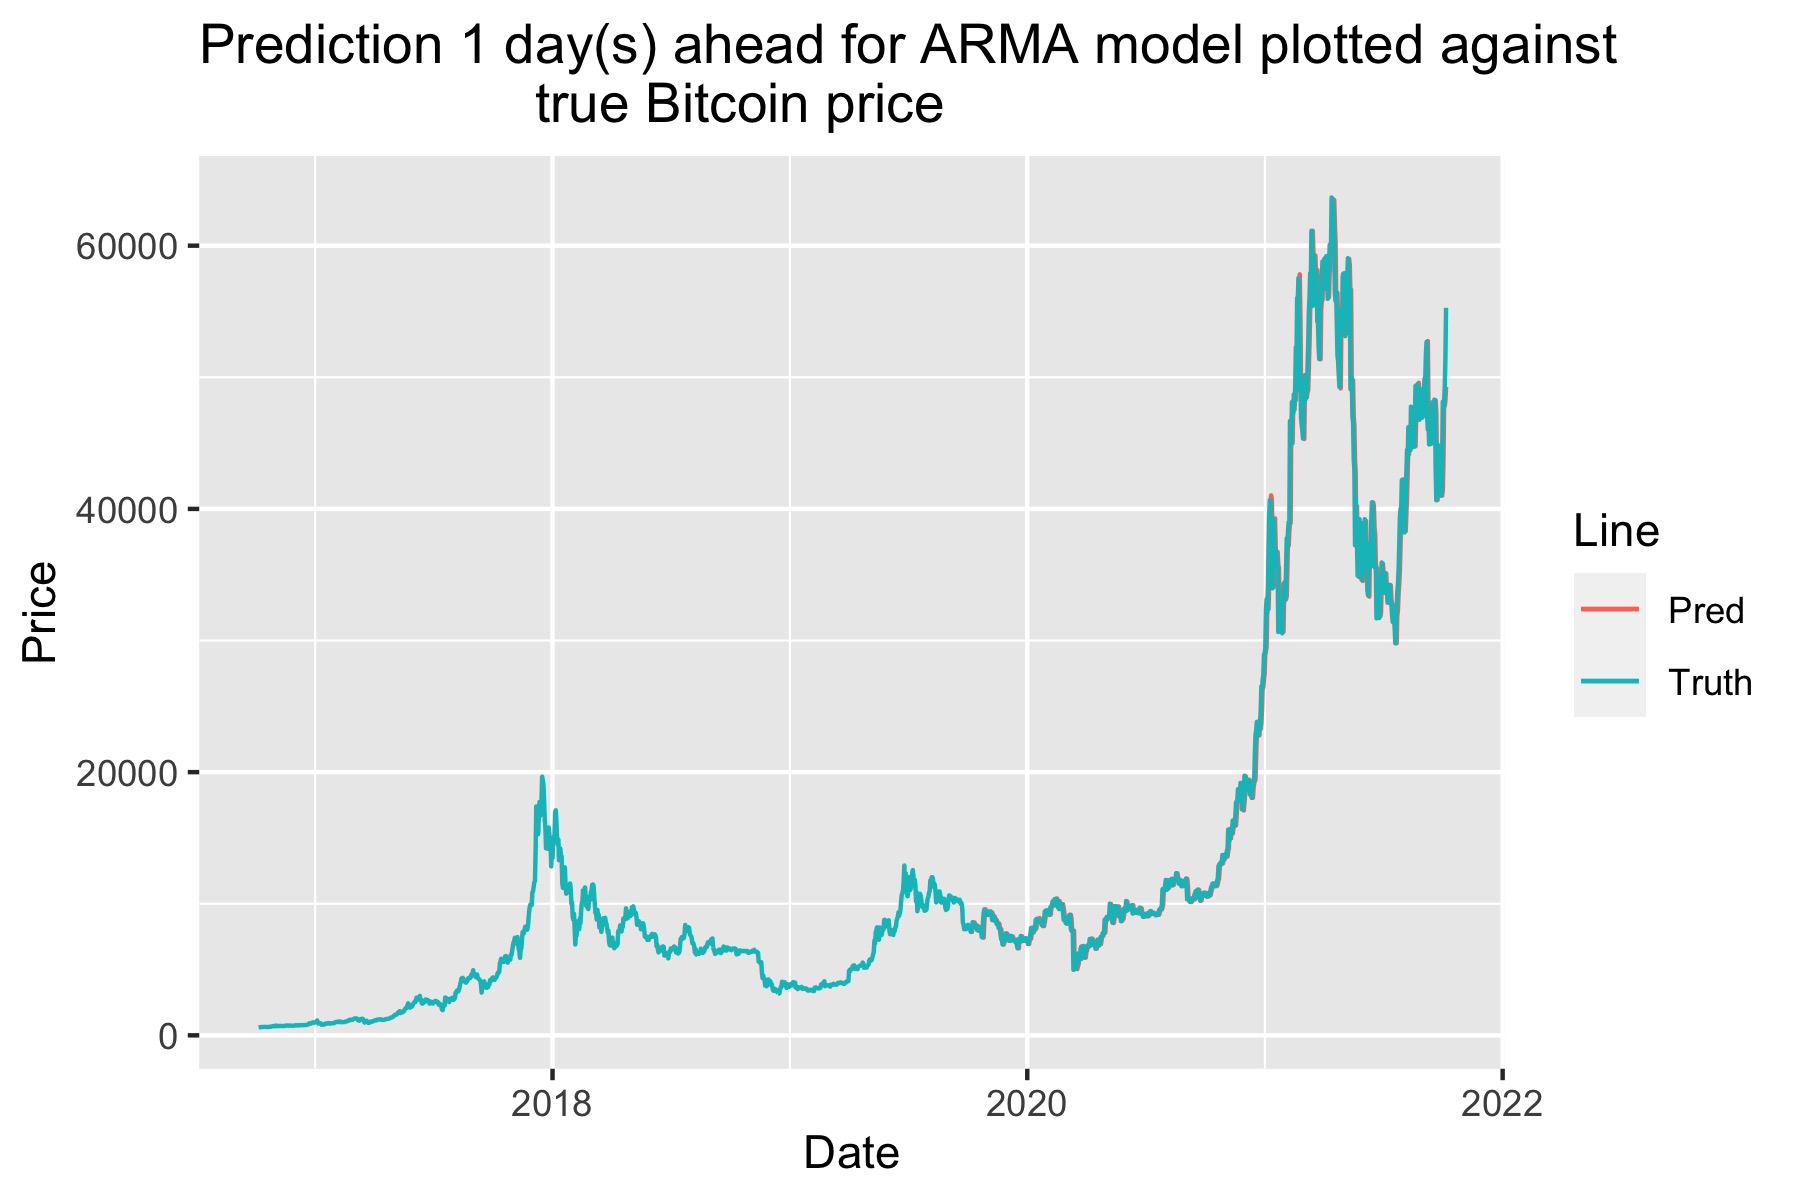 Prediction 1 day(s) ahead for ARMA model plotted against
true Bitcoin price
60000
40000
20000
0
Price
2018
2020
2022
Date
Line
Pred
Truth